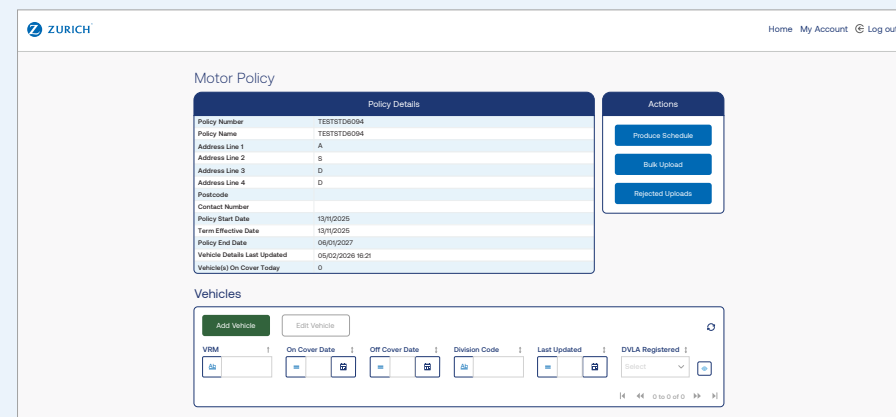 ZURICH
Home My Account Log out
Motor Policy
Policy Details
Policy Number TESTSTD6094
Policy Name TESTSTD6094
Address Line 1 A
Address Line 2 S
Address Line 3 D
Address Line 4 D
Postcode
Contact Number
Policy Start Date 13/11/2025
Term Effective Date 13/11/2025
Policy End Date 06/01/2027
Vehicle Details Last Updated 05/02/2026 16:21
Vehicle(s) On Cover Today 0
Actions
Produce Schedule
Bulk Upload
Rejected Uploads
Vehicles
Add Vehicle Edit Vehicle
VRM On Cover Date Off Cover Date Division Code Last Updated DVLA Registered
Ab = = Ab = Select
0 to 0 of 0